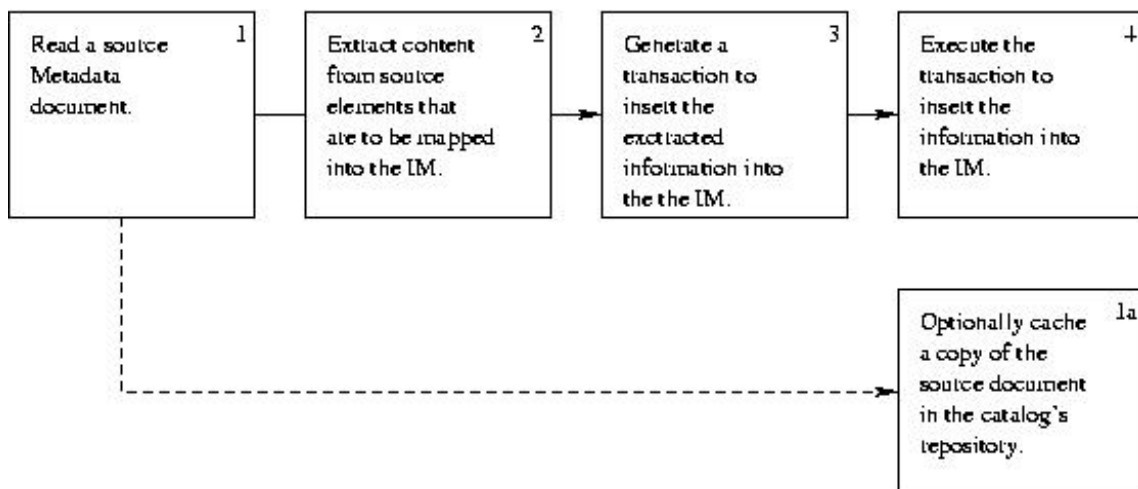 1
Read a source
Metadata
document.
2
Extract content
from source
elements that
are to be mapped
into the IM.
3
Generate a
transaction to
insert the
exctracted
information into
the the IM.
4
Execute the
transaction to
insert the
information into
the IM.
1a
Optionally cache
a copy of the
source document
in the catalog's
repository.